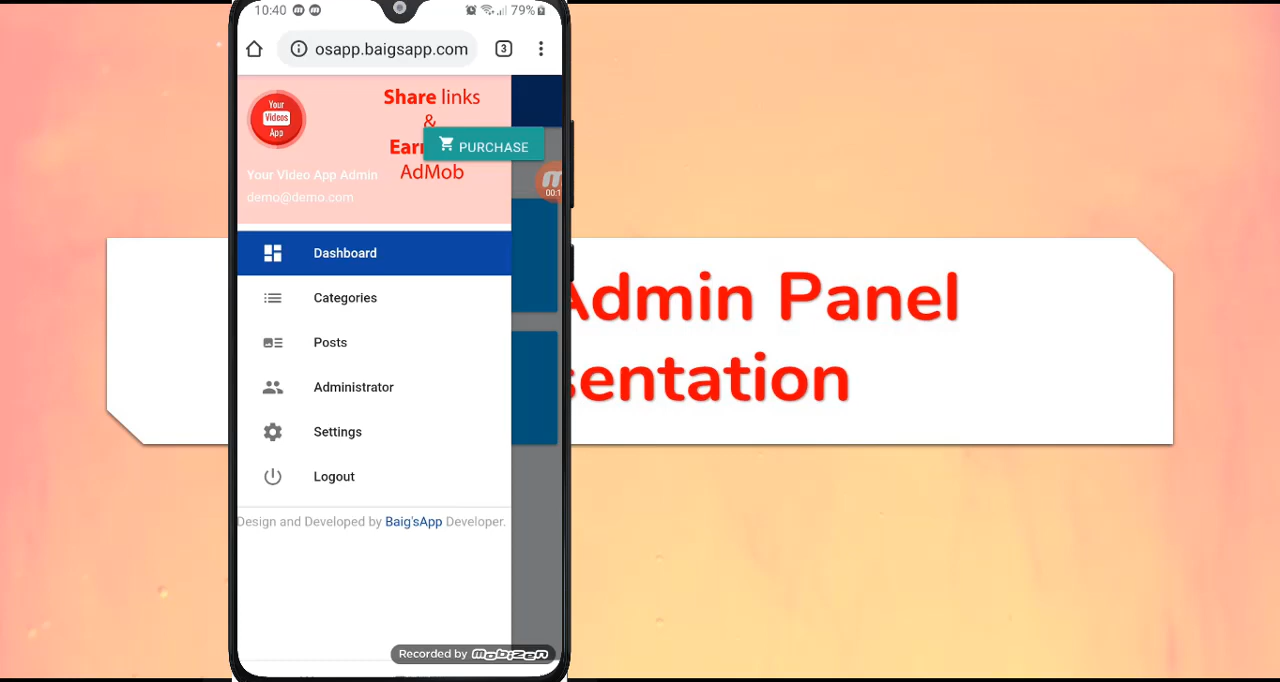 10:40
79%
osapp.baigsapp.com
3
Your
Videos
App
Share links
&
AdMob
PURCHASE
Your Video App Admin
demo@demo.com
Dashboard
Categories
Posts
Administrator
Settings
Logout
Design and Developed by Baig'sApp Developer.
Admin Panel
sentation
Recorded by mobizen